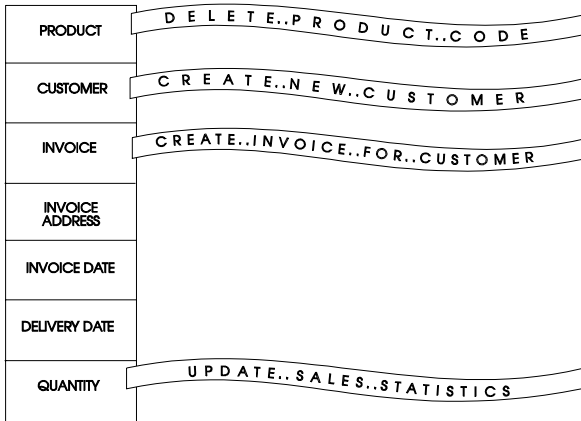 PRODUCT
DELETE..PRODUCT..CODE
CUSTOMER
CREATE..NEW..CUSTOMER
INVOICE
CREATE..INVOICE..FOR..CUSTOMER
INVOICE
ADDRESS
INVOICE DATE
DELIVERY DATE
QUANTITY
UPDATE..SALES..STATISTICS